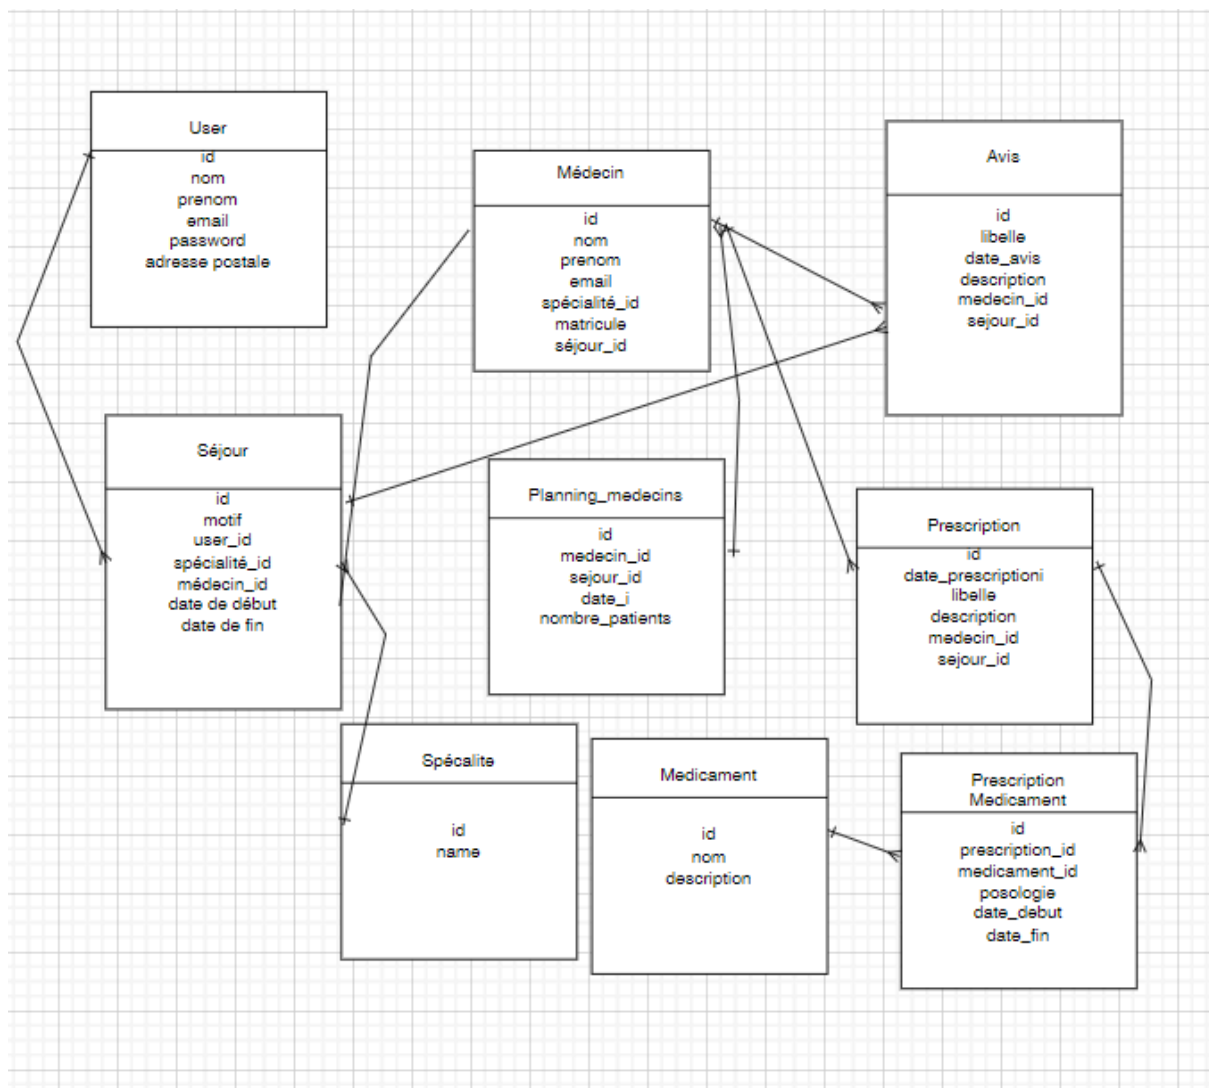 User
id
nom
prenom
email
password
adresse postale
Médecin
id
nom
prenom
email
spécialité_id
matricule
séjour_id
Avis
id
libelle
date_avis
description
medecin_id
sejour_id
Séjour
id
motif
user_id
spécialité_id
médecin_id
date de début
date de fin
Planning_medecins
id
medecin_id
sejour_id
date_i
nombre_patients
Prescription
id
date_prescriptioni
libelle
description
medecin_id
sejour_id
Spécalite
id
name
Medicament
id
nom
description
Prescription
Medicament
id
prescription_id
medicament_id
posologie
date_debut
date_fin